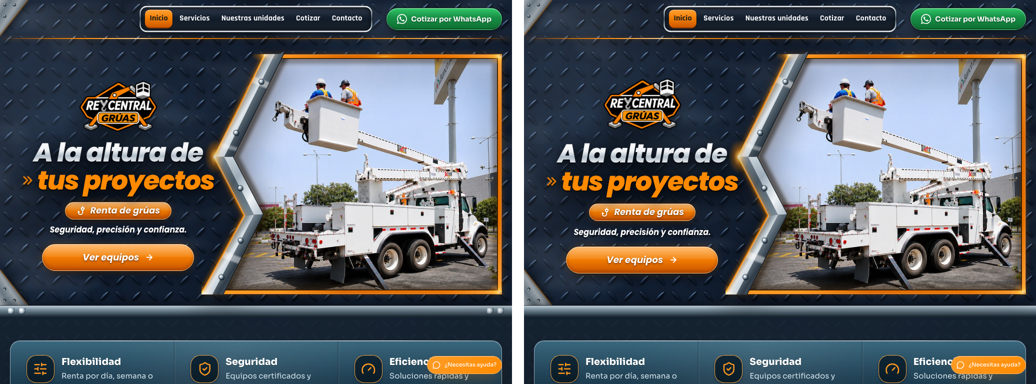 Inicio Servicios Nuestras unidades Cotizar Contacto Cotizar por WhatsApp
REY CENTRAL
GRÚAS
A la altura de
» tus proyectos
Renta de grúas
Seguridad, precisión y confianza.
Ver equipos →
Flexibilidad Seguridad Eficienc
Renta por día, semana o Equipos certificados y Soluciones rápidas y
¿Necesitas ayuda?
Inicio Servicios Nuestras unidades Cotizar Contacto Cotizar por WhatsApp
REY CENTRAL
GRÚAS
A la altura de
» tus proyectos
Renta de grúas
Seguridad, precisión y confianza.
Ver equipos →
Flexibilidad Seguridad Eficienc
Renta por día, semana o Equipos certificados y Soluciones rápidas y
¿Necesitas ayuda?